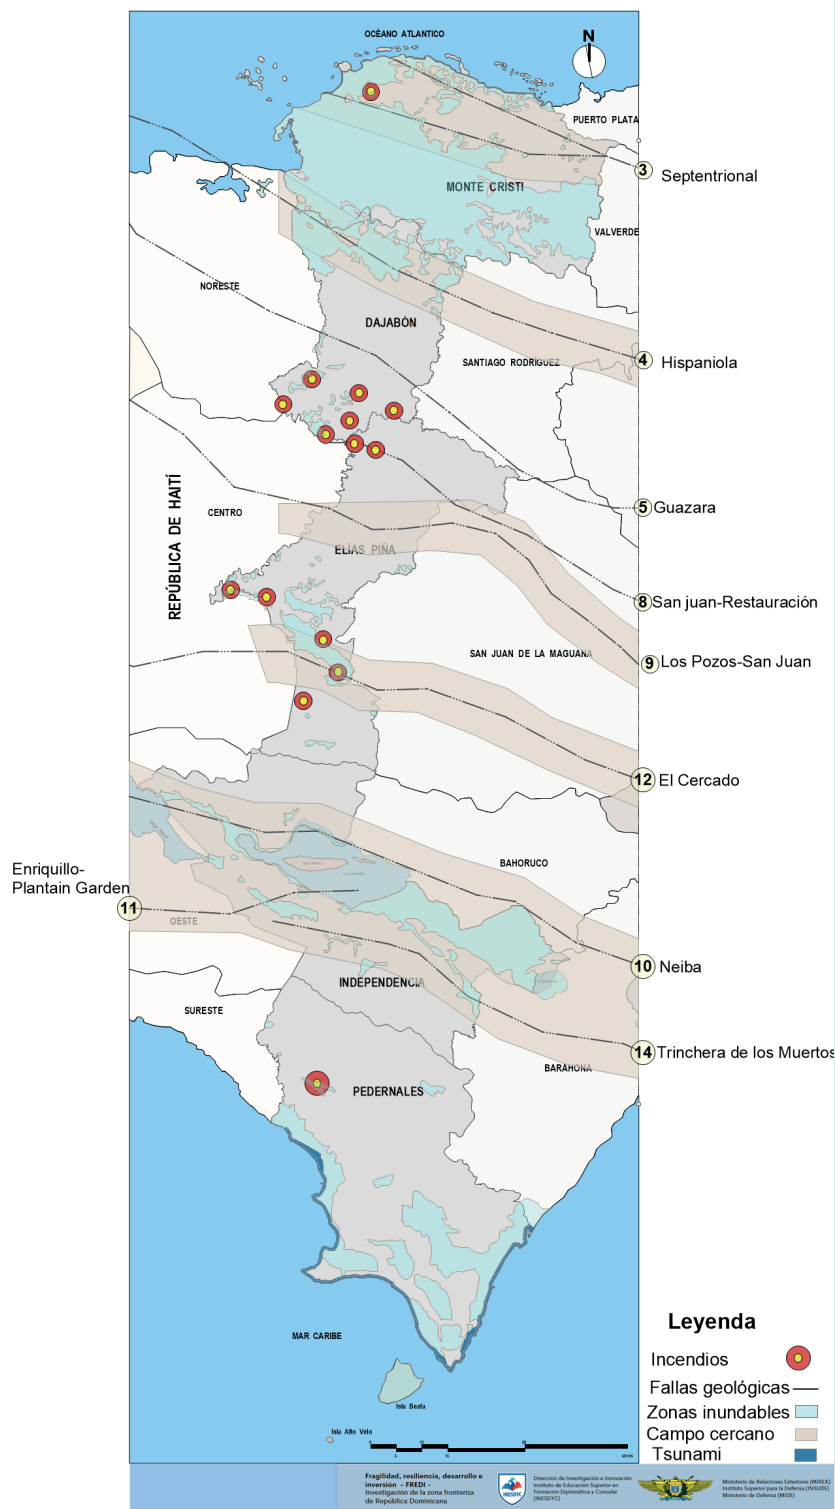 OCÉANO ATLANTICO
N
PUERTO PLATA
3
Septentrional
MONTE CRISTI
VALVERDE
NORESTE
DAJABÓN
SANTIAGO RODRÍGUEZ
4
Hispaniola
REPÚBLICA DE HAITÍ
CENTRO
5
Guazara
ELÍAS PIÑA
8
San juan-Restauración
SAN JUAN DE LA MAGUANA
9
Los Pozos-San Juan
12
El Cercado
BAHORUCO
Enriquillo-
Plantain Garden
11
OESTE
10
Neiba
INDEPENDENCIA
SURESTE
14
Trinchera de los Muertos
BARAHONA
PEDERNALES
MAR CARIBE
Isla Beata
Isla Alto Velo
Leyenda
Incendios
Fallas geológicas
Zonas inundables
Campo cercano
Tsunami
Fragilidad, resiliencia, desarrollo e
inversión - FREDI -
Investigación de la zona fronteriza
de República Dominicana
INESDYC
Dirección de Investigación e Innovación
Instituto de Educación Superior en
Formación Diplomática y Consular
(INESDYC)
Ministerio de Relaciones Exteriores (MIREX)
Instituto Superior para la Defensa (INSUDE)
Ministerio de Defensa (MIDE)